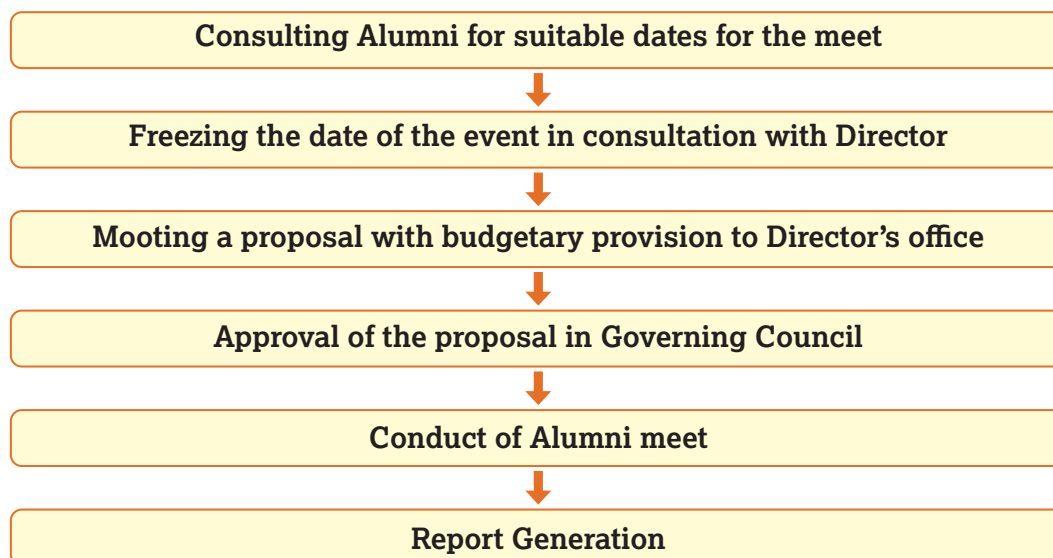 Consulting Alumni for suitable dates for the meet
Freezing the date of the event in consultation with Director
Mooting a proposal with budgetary provision to Director’s office
Approval of the proposal in Governing Council
Conduct of Alumni meet
Report Generation